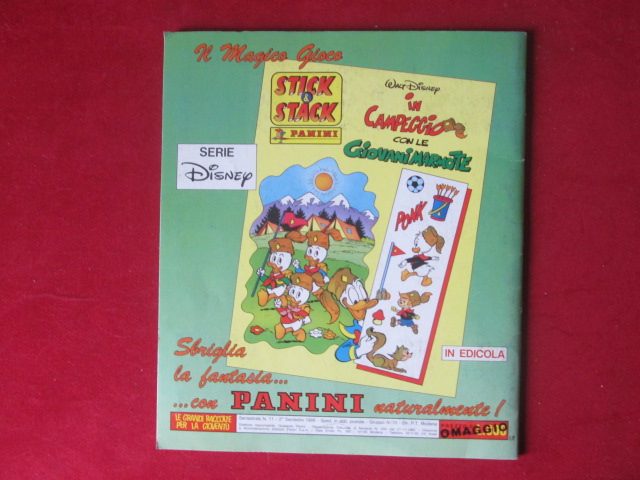 Il Magico Gioco
STICK
&
STACK
PANINI
WALT DISNEY
in
CAMPEGGIO
CON LE
GIOVANI MARMOTTE
SERIE
DISNEY
PONK
IN EDICOLA
Sbriglia
la fantasia...
...con PANINI naturalmente!
LE GRANDI RACCOLTE
PER LA GIOVENTÙ
OMAGGIO